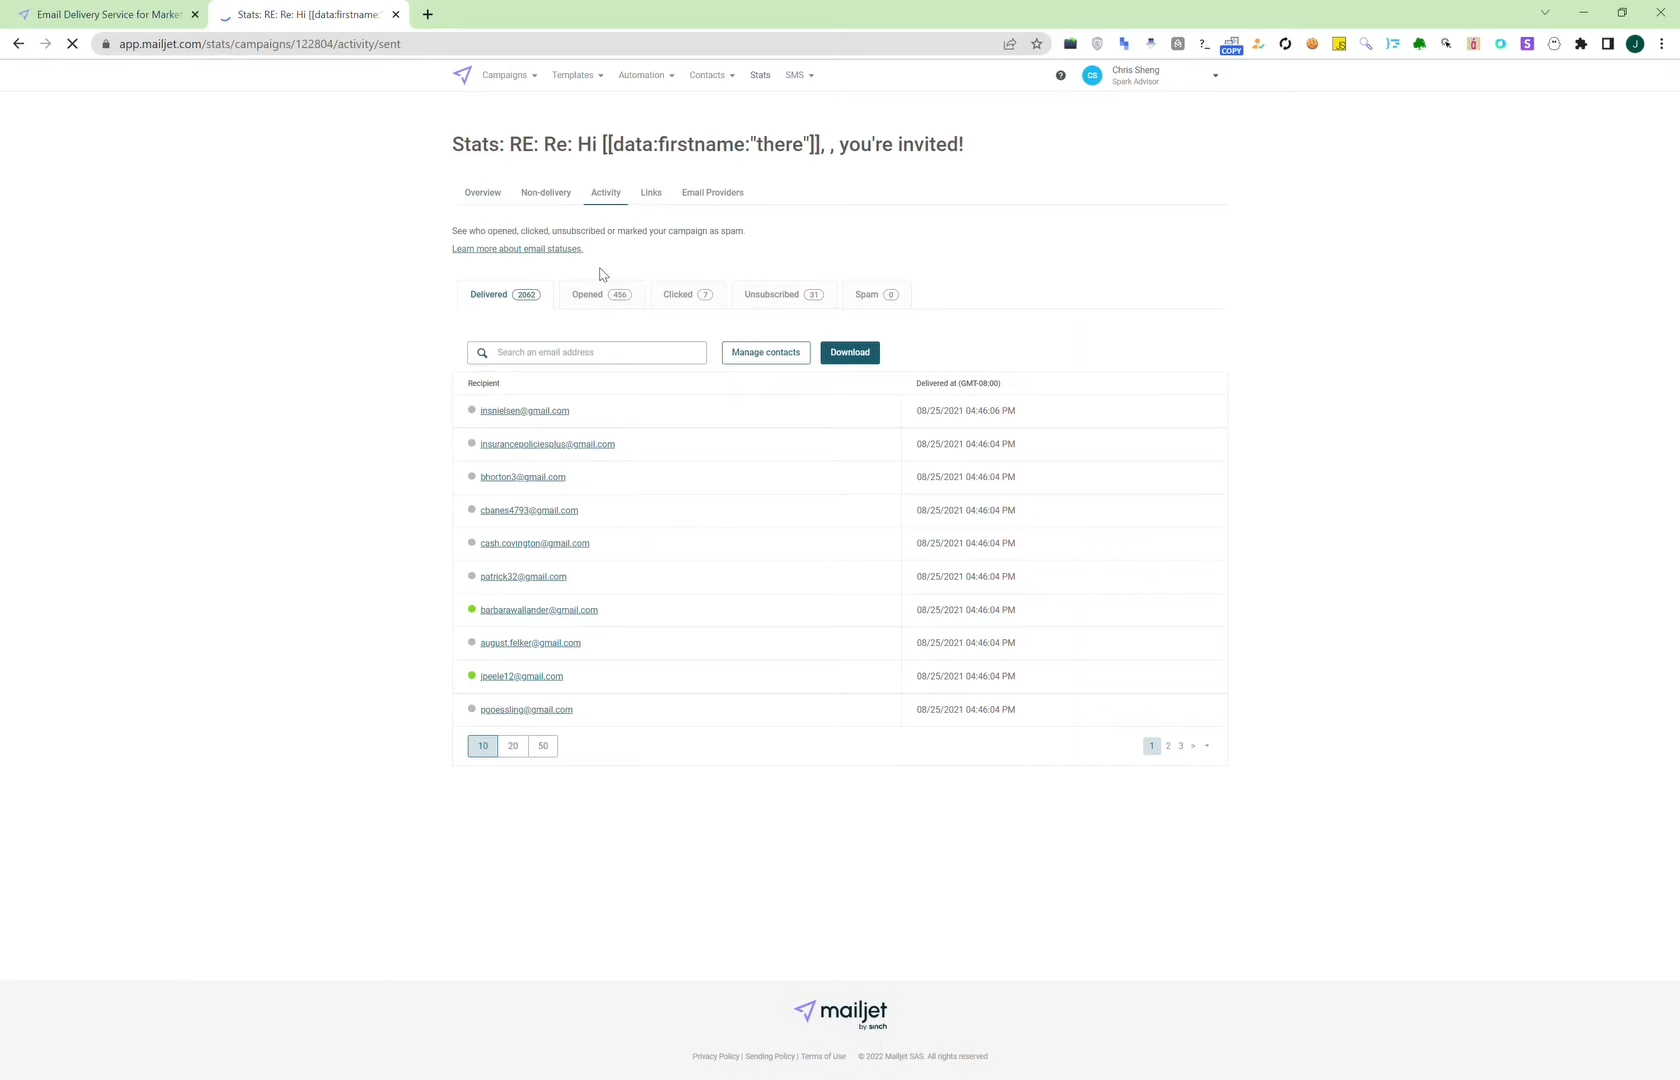 Email Delivery Service for Market
Stats: RE: Re: Hi [[data:firstname:"
app.mailjet.com/stats/campaigns/122804/activity/sent
COPY
JS
S
J
Campaigns
Templates
Automation
Contacts
Stats
SMS
?
CS
Chris Sheng
Spark Advisor
Stats: RE: Re: Hi [[data:firstname:"there"]], , you're invited!
Overview
Non-delivery
Activity
Links
Email Providers
See who opened, clicked, unsubscribed or marked your campaign as spam.
Learn more about email statuses.
Delivered 2062
Opened 456
Clicked 7
Unsubscribed 31
Spam 0
Search an email address
Manage contacts
Download
Recipient
Delivered at (GMT-08:00)
insnielsen@gmail.com
08/25/2021 04:46:06 PM
insurancepoliciesplus@gmail.com
08/25/2021 04:46:04 PM
bhorton3@gmail.com
08/25/2021 04:46:04 PM
cbanes4793@gmail.com
08/25/2021 04:46:04 PM
cash.covington@gmail.com
08/25/2021 04:46:04 PM
patrick32@gmail.com
08/25/2021 04:46:04 PM
barbarawallander@gmail.com
08/25/2021 04:46:04 PM
august.felker@gmail.com
08/25/2021 04:46:04 PM
jpeele12@gmail.com
08/25/2021 04:46:04 PM
pgoessling@gmail.com
08/25/2021 04:46:04 PM
10 20 50
1 2 3 > →
mailjet
by sinch
Privacy Policy | Sending Policy | Terms of Use © 2022 Mailjet SAS. All rights reserved